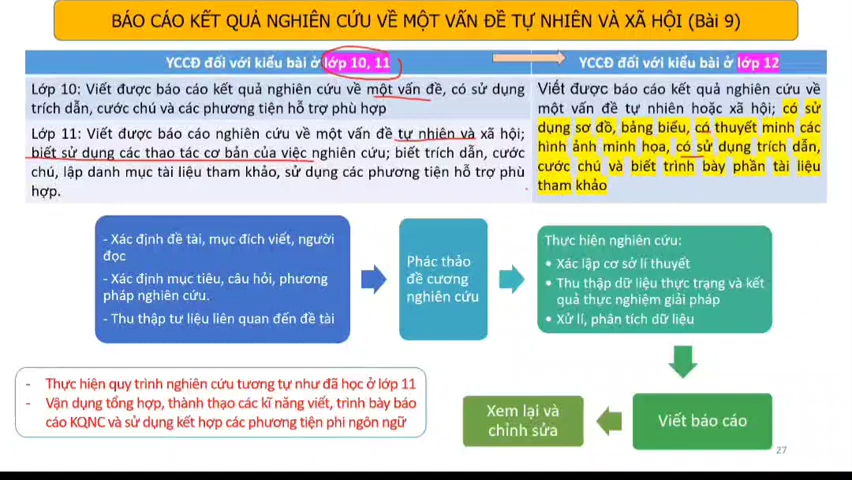 BÁO CÁO KẾT QUẢ NGHIÊN CỨU VỀ MỘT VẤN ĐỀ TỰ NHIÊN VÀ XÃ HỘI (Bài 9)
YCCĐ đối với kiểu bài ở lớp 10, 11
YCCĐ đối với kiểu bài ở lớp 12
Lớp 10: Viết được báo cáo kết quả nghiên cứu về một vấn đề, có sử dụng
trích dẫn, cước chú và các phương tiện hỗ trợ phù hợp
Lớp 11: Viết được báo cáo nghiên cứu về một vấn đề tự nhiên và xã hội;
biết sử dụng các thao tác cơ bản của việc nghiên cứu; biết trích dẫn, cước
chú, lập danh mục tài liệu tham khảo, sử dụng các phương tiện hỗ trợ phù
hợp.
Viết được báo cáo kết quả nghiên cứu về
một vấn đề tự nhiên hoặc xã hội; có sử
dụng sơ đồ, bảng biểu, có thuyết minh các
hình ảnh minh họa, có sử dụng trích dẫn,
cước chú và biết trình bày phần tài liệu
tham khảo
- Xác định đề tài, mục đích viết, người
đọc
- Xác định mục tiêu, câu hỏi, phương
pháp nghiên cứu.
- Thu thập tư liệu liên quan đến đề tài
Phác thảo
đề cương
nghiên cứu
Thực hiện nghiên cứu:
• Xác lập cơ sở lí thuyết
• Thu thập dữ liệu thực trạng và kết
quả thực nghiệm giải pháp
• Xử lí, phân tích dữ liệu
- Thực hiện quy trình nghiên cứu tương tự như đã học ở lớp 11
- Vận dụng tổng hợp, thành thạo các kĩ năng viết, trình bày báo
cáo KQNC và sử dụng kết hợp các phương tiện phi ngôn ngữ
Xem lại và
chỉnh sửa
Viết báo cáo
27